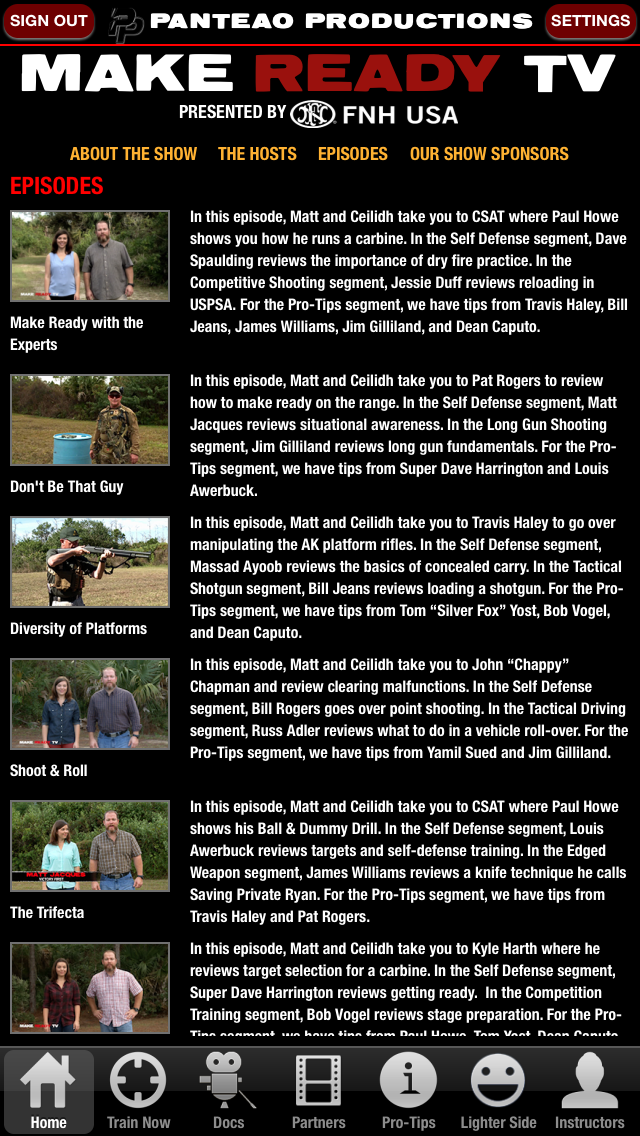 SIGN OUT
PANTEAO PRODUCTIONS
SETTINGS
MAKE READY TV
PRESENTED BY FN FNH USA
ABOUT THE SHOW THE HOSTS EPISODES OUR SHOW SPONSORS
EPISODES
MAKE READY TV
Make Ready with the
Experts
In this episode, Matt and Ceilidh take you to CSAT where Paul Howe
shows you how he runs a carbine. In the Self Defense segment, Dave
Spaulding reviews the importance of dry fire practice. In the
Competitive Shooting segment, Jessie Duff reviews reloading in
USPSA. For the Pro-Tips segment, we have tips from Travis Haley, Bill
Jeans, James Williams, Jim Gilliland, and Dean Caputo.
Don't Be That Guy
In this episode, Matt and Ceilidh take you to Pat Rogers to review
how to make ready on the range. In the Self Defense segment, Matt
Jacques reviews situational awareness. In the Long Gun Shooting
segment, Jim Gilliland reviews long gun fundamentals. For the Pro-
Tips segment, we have tips from Super Dave Harrington and Louis
Awerbuck.
Diversity of Platforms
In this episode, Matt and Ceilidh take you to Travis Haley to go over
manipulating the AK platform rifles. In the Self Defense segment,
Massad Ayoob reviews the basics of concealed carry. In the Tactical
Shotgun segment, Bill Jeans reviews loading a shotgun. For the Pro-
Tips segment, we have tips from Tom “Silver Fox” Yost, Bob Vogel,
and Dean Caputo.
MAKE READY TV
Shoot & Roll
In this episode, Matt and Ceilidh take you to John “Chappy”
Chapman and review clearing malfunctions. In the Self Defense
segment, Bill Rogers goes over point shooting. In the Tactical Driving
segment, Russ Adler reviews what to do in a vehicle roll-over. For the
Pro-Tips segment, we have tips from Yamil Sued and Jim Gilliland.
MATT JACQUES
VICTORY FIRST
The Trifecta
In this episode, Matt and Ceilidh take you to CSAT where Paul Howe
shows his Ball & Dummy Drill. In the Self Defense segment, Louis
Awerbuck reviews targets and self-defense training. In the Edged
Weapon segment, James Williams reviews a knife technique he calls
Saving Private Ryan. For the Pro-Tips segment, we have tips from
Travis Haley and Pat Rogers.
MAKE READY TV
In this episode, Matt and Ceilidh take you to Kyle Harth where he
reviews target selection for a carbine. In the Self Defense segment,
Super Dave Harrington reviews getting ready. In the Competition
Training segment, Bob Vogel reviews stage preparation. For the Pro-
Tips segment, we have tips from Paul Howe, Tom Yost, Dean Caputo
Home Train Now Docs Partners Pro-Tips Lighter Side Instructors